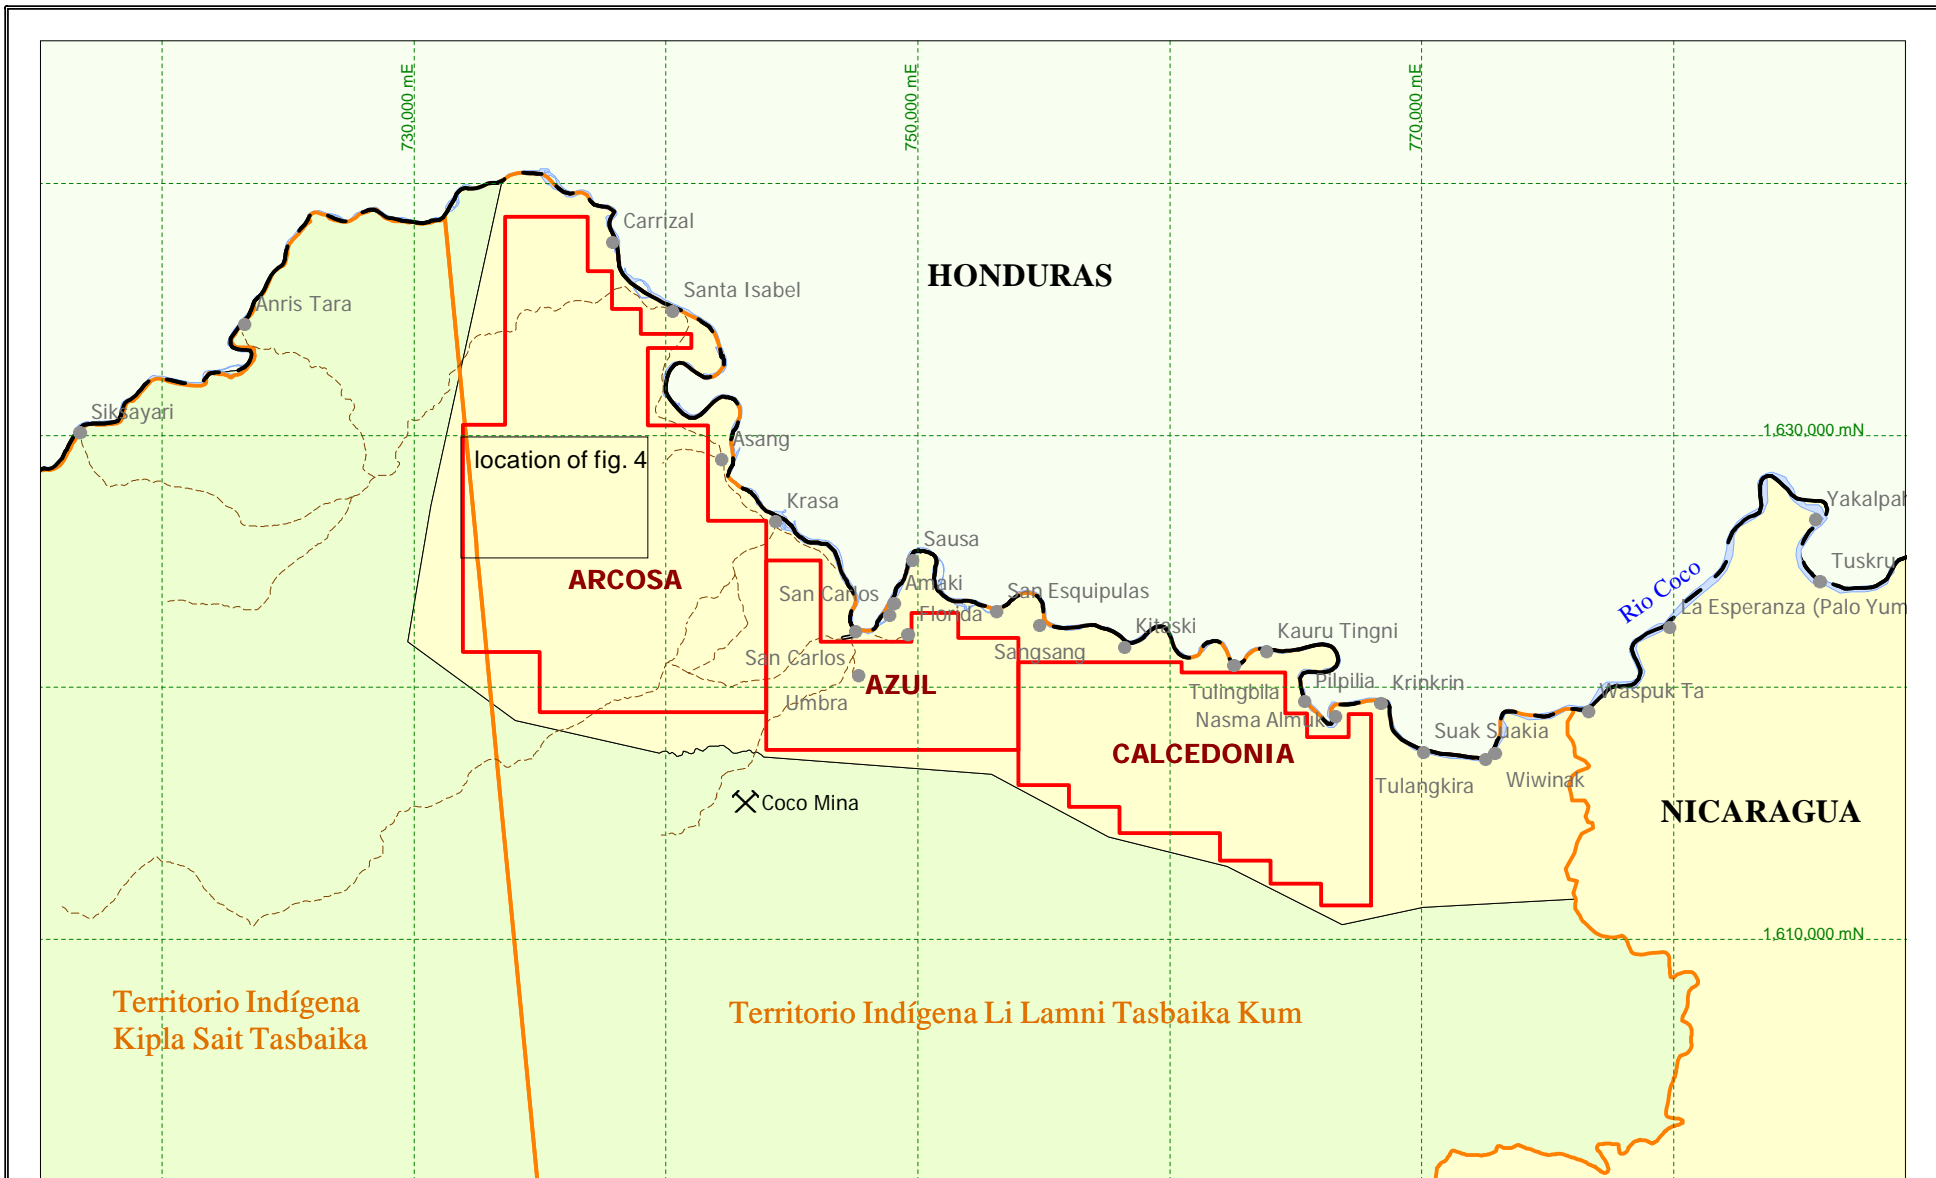 730,000 mE
750,000 mE
770,000 mE
Carrizal
HONDURAS
Santa Isabel
Anris Tara
Siksayari
Asang
1,630,000 mN
location of fig. 4
Krasa
Yakalpah
Sausa
Tuskru
ARCOSA
Rio Coco
San Carlos
Amaki
San Esquipulas
Florida
La Esperanza (Palo Yum
Kitaski
Kauru Tingni
Sangsang
San Carlos
AZUL
Umbra
Tulingbila
Pilpilia
Krinkrin
Waspuk Ta
Nasma Almuk
Suak Suakia
CALCEDONIA
Tulangkira
Wiwinak
Coco Mina
NICARAGUA
1,610,000 mN
Territorio Indígena
Kipla Sait Tasbaika
Territorio Indígena Li Lamni Tasbaika Kum